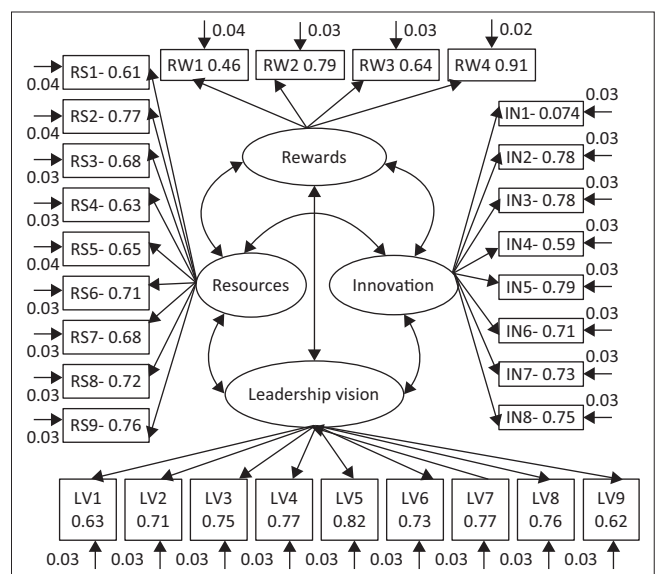 0.04
0.03
0.03
0.02
RW1 0.46
RW2 0.79
RW3 0.64
RW4 0.91
RS1- 0.61
0.04
RS2- 0.77
0.04
RS3- 0.68
0.03
RS4- 0.63
0.03
RS5- 0.65
0.04
RS6- 0.71
0.03
RS7- 0.68
0.03
RS8- 0.72
0.03
RS9- 0.76
0.03
Rewards
Resources
Innovation
Leadership vision
0.03
IN1- 0.074
0.03
IN2- 0.78
0.03
IN3- 0.78
0.03
IN4- 0.59
0.03
IN5- 0.79
0.03
IN6- 0.71
0.03
IN7- 0.73
0.03
IN8- 0.75
LV1
0.63
LV2
0.71
LV3
0.75
LV4
0.77
LV5
0.82
LV6
0.73
LV7
0.77
LV8
0.76
LV9
0.62
0.03
0.03
0.03
0.03
0.03
0.03
0.03
0.03
0.03